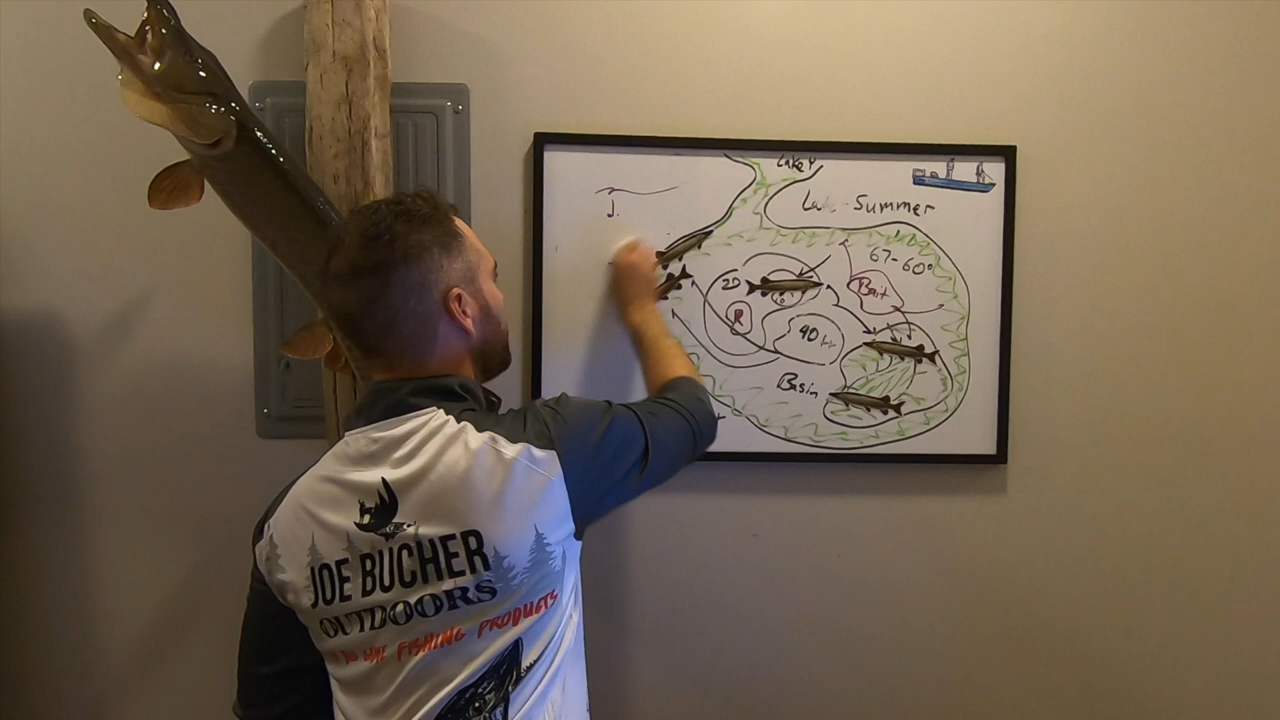 Lake Y
Summer
J.
67-60°
20
Bait
R
40
Basin
JOE BUCHER
OUTDOORS
FISHING PRODUCTS